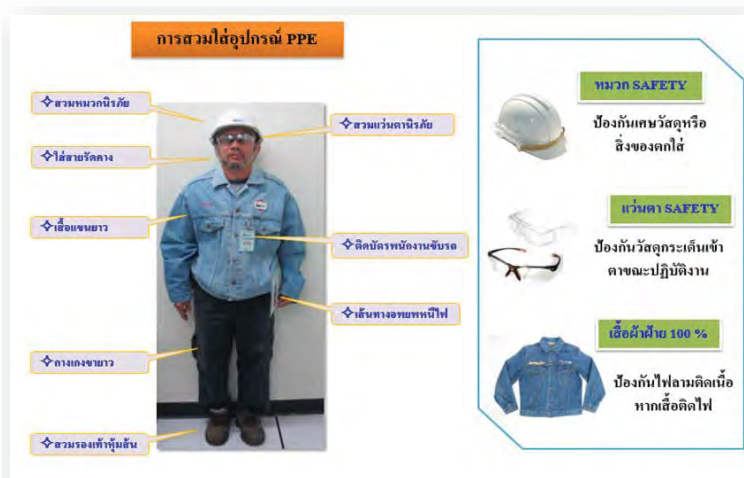 การสวมใส่อุปกรณ์ PPE
สวมหมวกนิรภัย
ใส่สายรัดคาง
เสื้อแขนยาว
กางเกงขายาว
สวมรองเท้าหุ้มส้น
สวมแว่นตานิรภัย
ติดบัตรพนักงานขับรถ
เส้นทางอพยพหนีไฟ
หมวก SAFETY
ป้องกันเศษวัสดุหรือ
สิ่งของตกใส่
แว่นตา SAFETY
ป้องกันวัสดุกระเด็นเข้า
ตาขณะปฏิบัติงาน
เสื้อผ้าฝ้าย 100 %
ป้องกันไฟลามติดเนื้อ
หากเสื้อติดไฟ